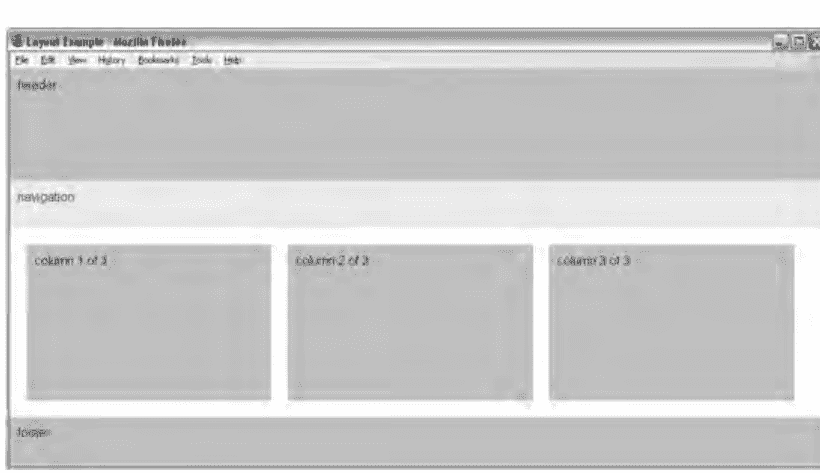 Layout Example - Mozilla Firefox
File Edit View History Bookmarks Tools Help
header
navigation
column 1 of 3 column 2 of 3 column 3 of 3
footer